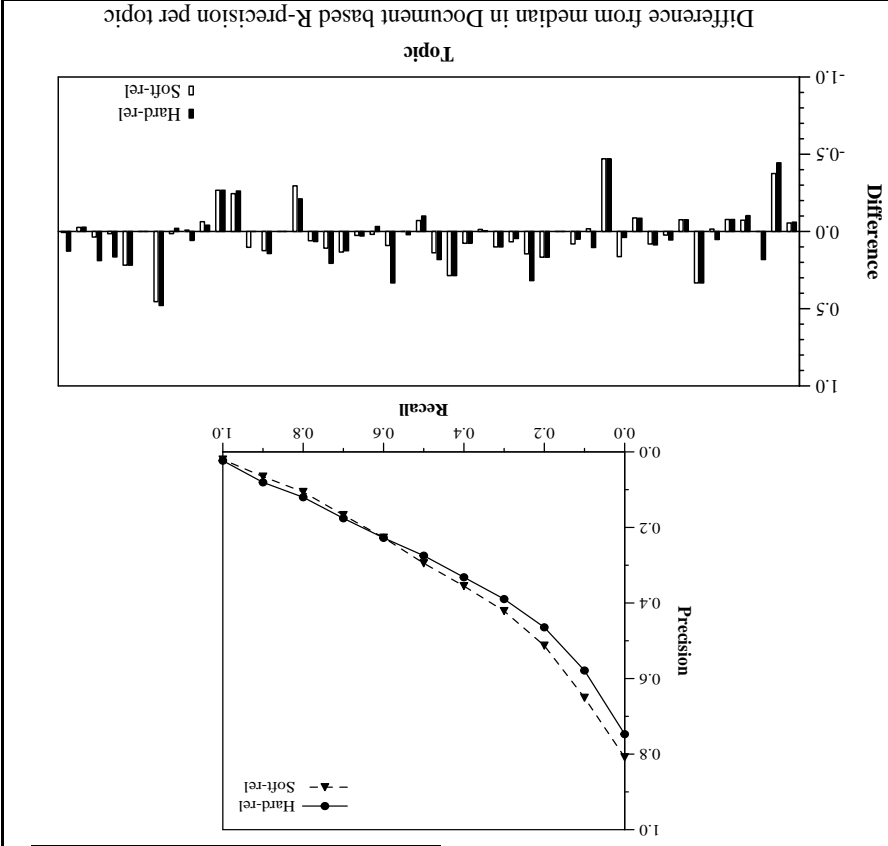 Hard-rel
Soft-rel
1.0
0.8
0.6
0.4
0.2
0.0
Precision
0.0
0.2
0.4
0.6
0.8
1.0
Recall
1.0
0.5
0.0
-0.5
-1.0
Difference
Hard-rel
Soft-rel
Topic
Difference from median in Document based R-precision per topic